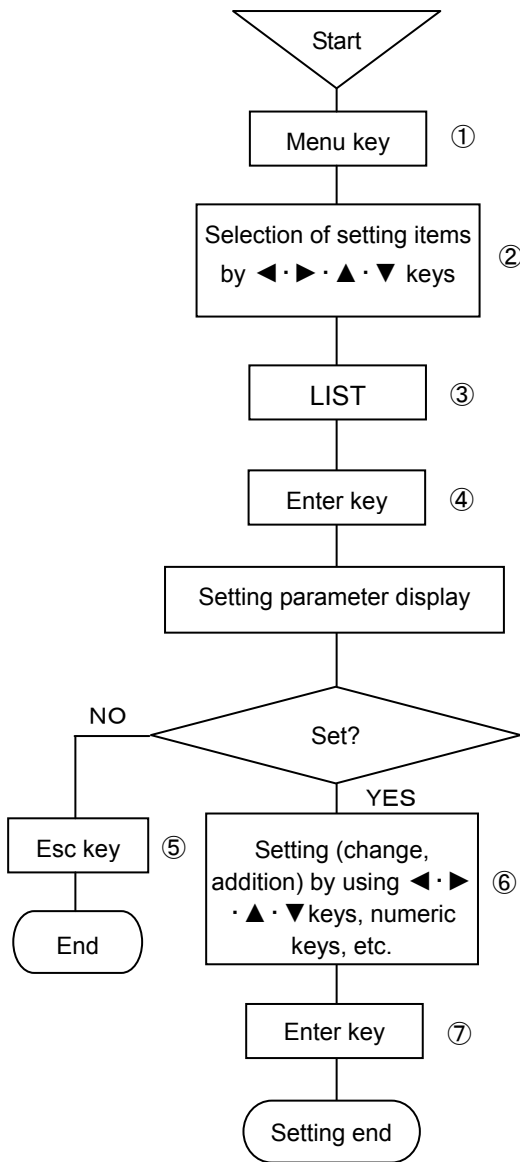 Start
Menu key ①
Selection of setting items
by ◄・►・▲・▼ keys ②
LIST ③
Enter key ④
Setting parameter display
NO
Set?
YES
Esc key ⑤
End
Setting (change,
addition) by using ◄・►
・▲・▼keys, numeric
keys, etc.
⑥
Enter key ⑦
Setting end